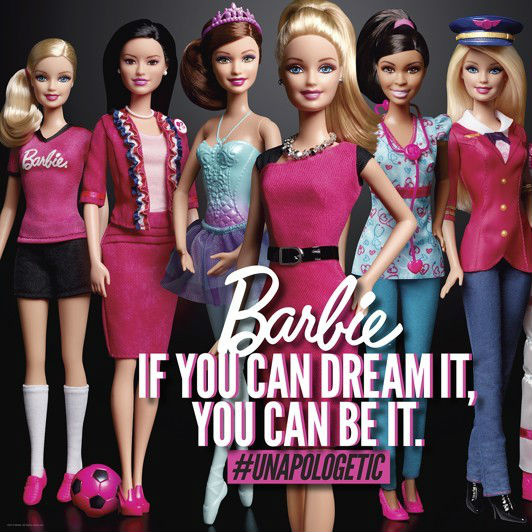 Barbie
Barbie
IF YOU CAN DREAM IT,
YOU CAN BE IT.
#UNAPOLOGETIC